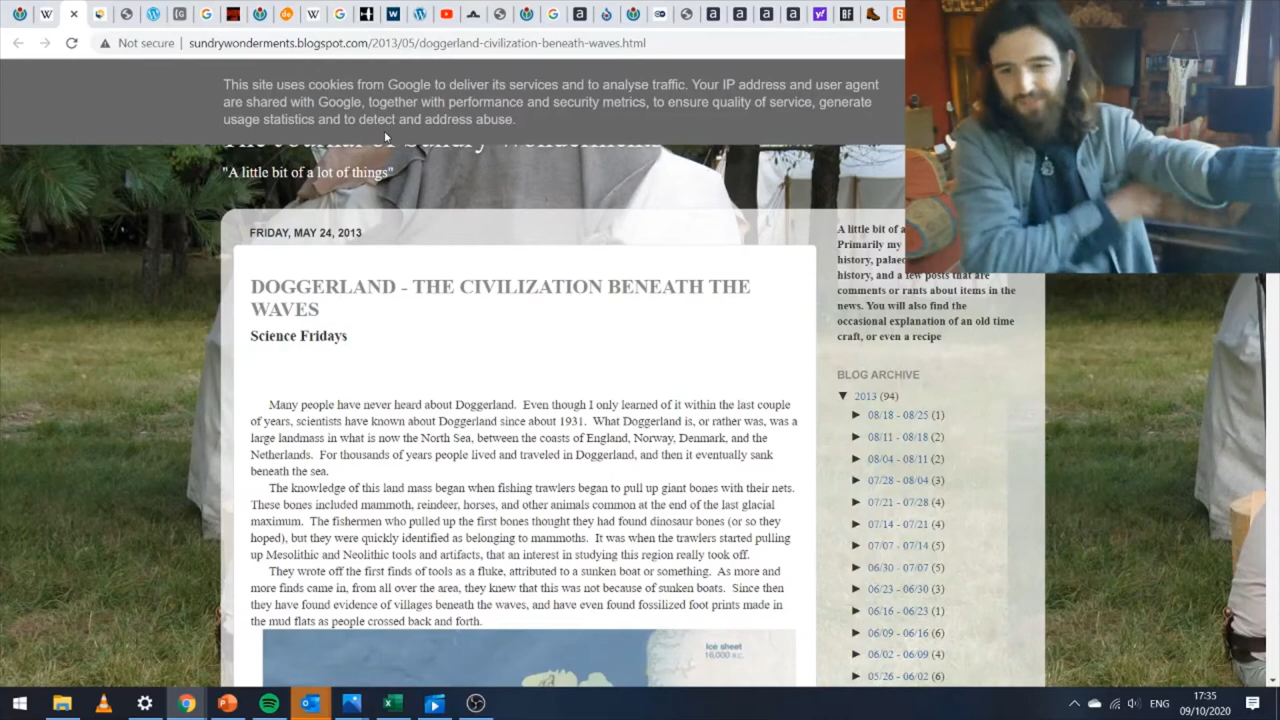 Not secure
sundrywonderments.blogspot.com/2013/05/doggerland-civilization-beneath-waves.html
This site uses cookies from Google to deliver its services and to analyse traffic. Your IP address and user agent
are shared with Google, together with performance and security metrics, to ensure quality of service, generate
usage statistics and to detect and address abuse.
The Journal of Sundry Wonderments
"A little bit of a lot of things"
FRIDAY, MAY 24, 2013
DOGGERLAND - THE CIVILIZATION BENEATH THE
WAVES
Science Fridays
Many people have never heard about Doggerland. Even though I only learned of it within the last couple
of years, scientists have known about Doggerland since about 1931. What Doggerland is, or rather was, was a
large landmass in what is now the North Sea, between the coasts of England, Norway, Denmark, and the
Netherlands. For thousands of years people lived and traveled in Doggerland, and then it eventually sank
beneath the sea.
The knowledge of this land mass began when fishing trawlers began to pull up giant bones with their nets.
These bones included mammoth, reindeer, horses, and other animals common at the end of the last glacial
maximum. The fishermen who pulled up the first bones thought they had found dinosaur bones (or so they
hoped), but they were quickly identified as belonging to mammoths. It was when the trawlers started pulling
up Mesolithic and Neolithic tools and artifacts, that an interest in studying this region really took off.
They wrote off the first finds of tools as a fluke, attributed to a sunken boat or something. As more and
more finds came in, from all over the area, they knew that this was not because of sunken boats. Since then
they have found evidence of villages beneath the waves, and have even found fossilized foot prints made in
the mud flats as people crossed back and forth.
Ice sheet
16,000 B.C.
A little bit of a
Primarily my
history, palaeo
history, and a few posts that are
comments or rants about items in the
news. You will also find the
occasional explanation of an old time
craft, or even a recipe
BLOG ARCHIVE
▼ 2013 (94)
► 08/18 - 08/25 (1)
► 08/11 - 08/18 (2)
► 08/04 - 08/11 (2)
► 07/28 - 08/04 (3)
► 07/21 - 07/28 (4)
► 07/14 - 07/21 (4)
► 07/07 - 07/14 (5)
► 06/30 - 07/07 (5)
► 06/23 - 06/30 (3)
► 06/16 - 06/23 (1)
► 06/09 - 06/16 (6)
► 06/02 - 06/09 (4)
► 05/26 - 06/02 (6)
ENG
17:35
09/10/2020